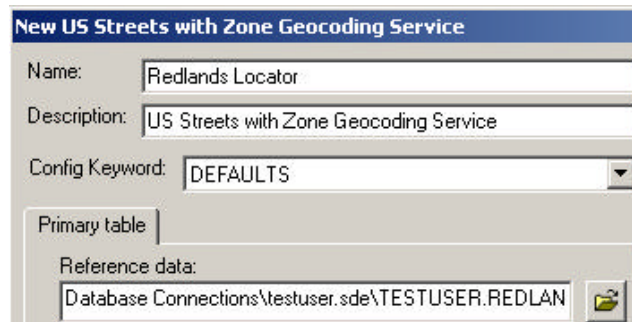 New US Streets with Zone Geocoding Service
Name: Redlands Locator
Description: US Streets with Zone Geocoding Service
Config Keyword: DEFAULTS
Primary table
Reference data:
Database Connections\testuser.sde\TESTUSER.REDLAN